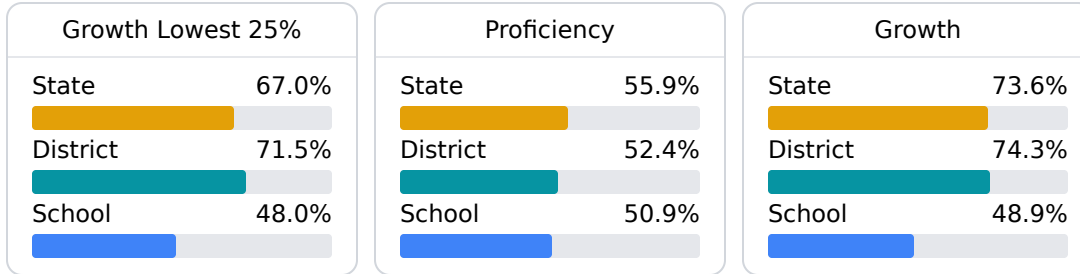 Growth Lowest 25%
State 67.0%
District 71.5%
School 48.0%
Proficiency
State 55.9%
District 52.4%
School 50.9%
Growth
State 73.6%
District 74.3%
School 48.9%